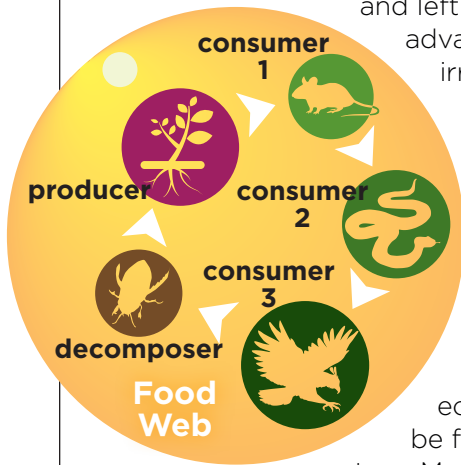 and left
adva
irr
consumer
1
producer
consumer
2
consumer
3
decomposer
Food
Web
ec
be f